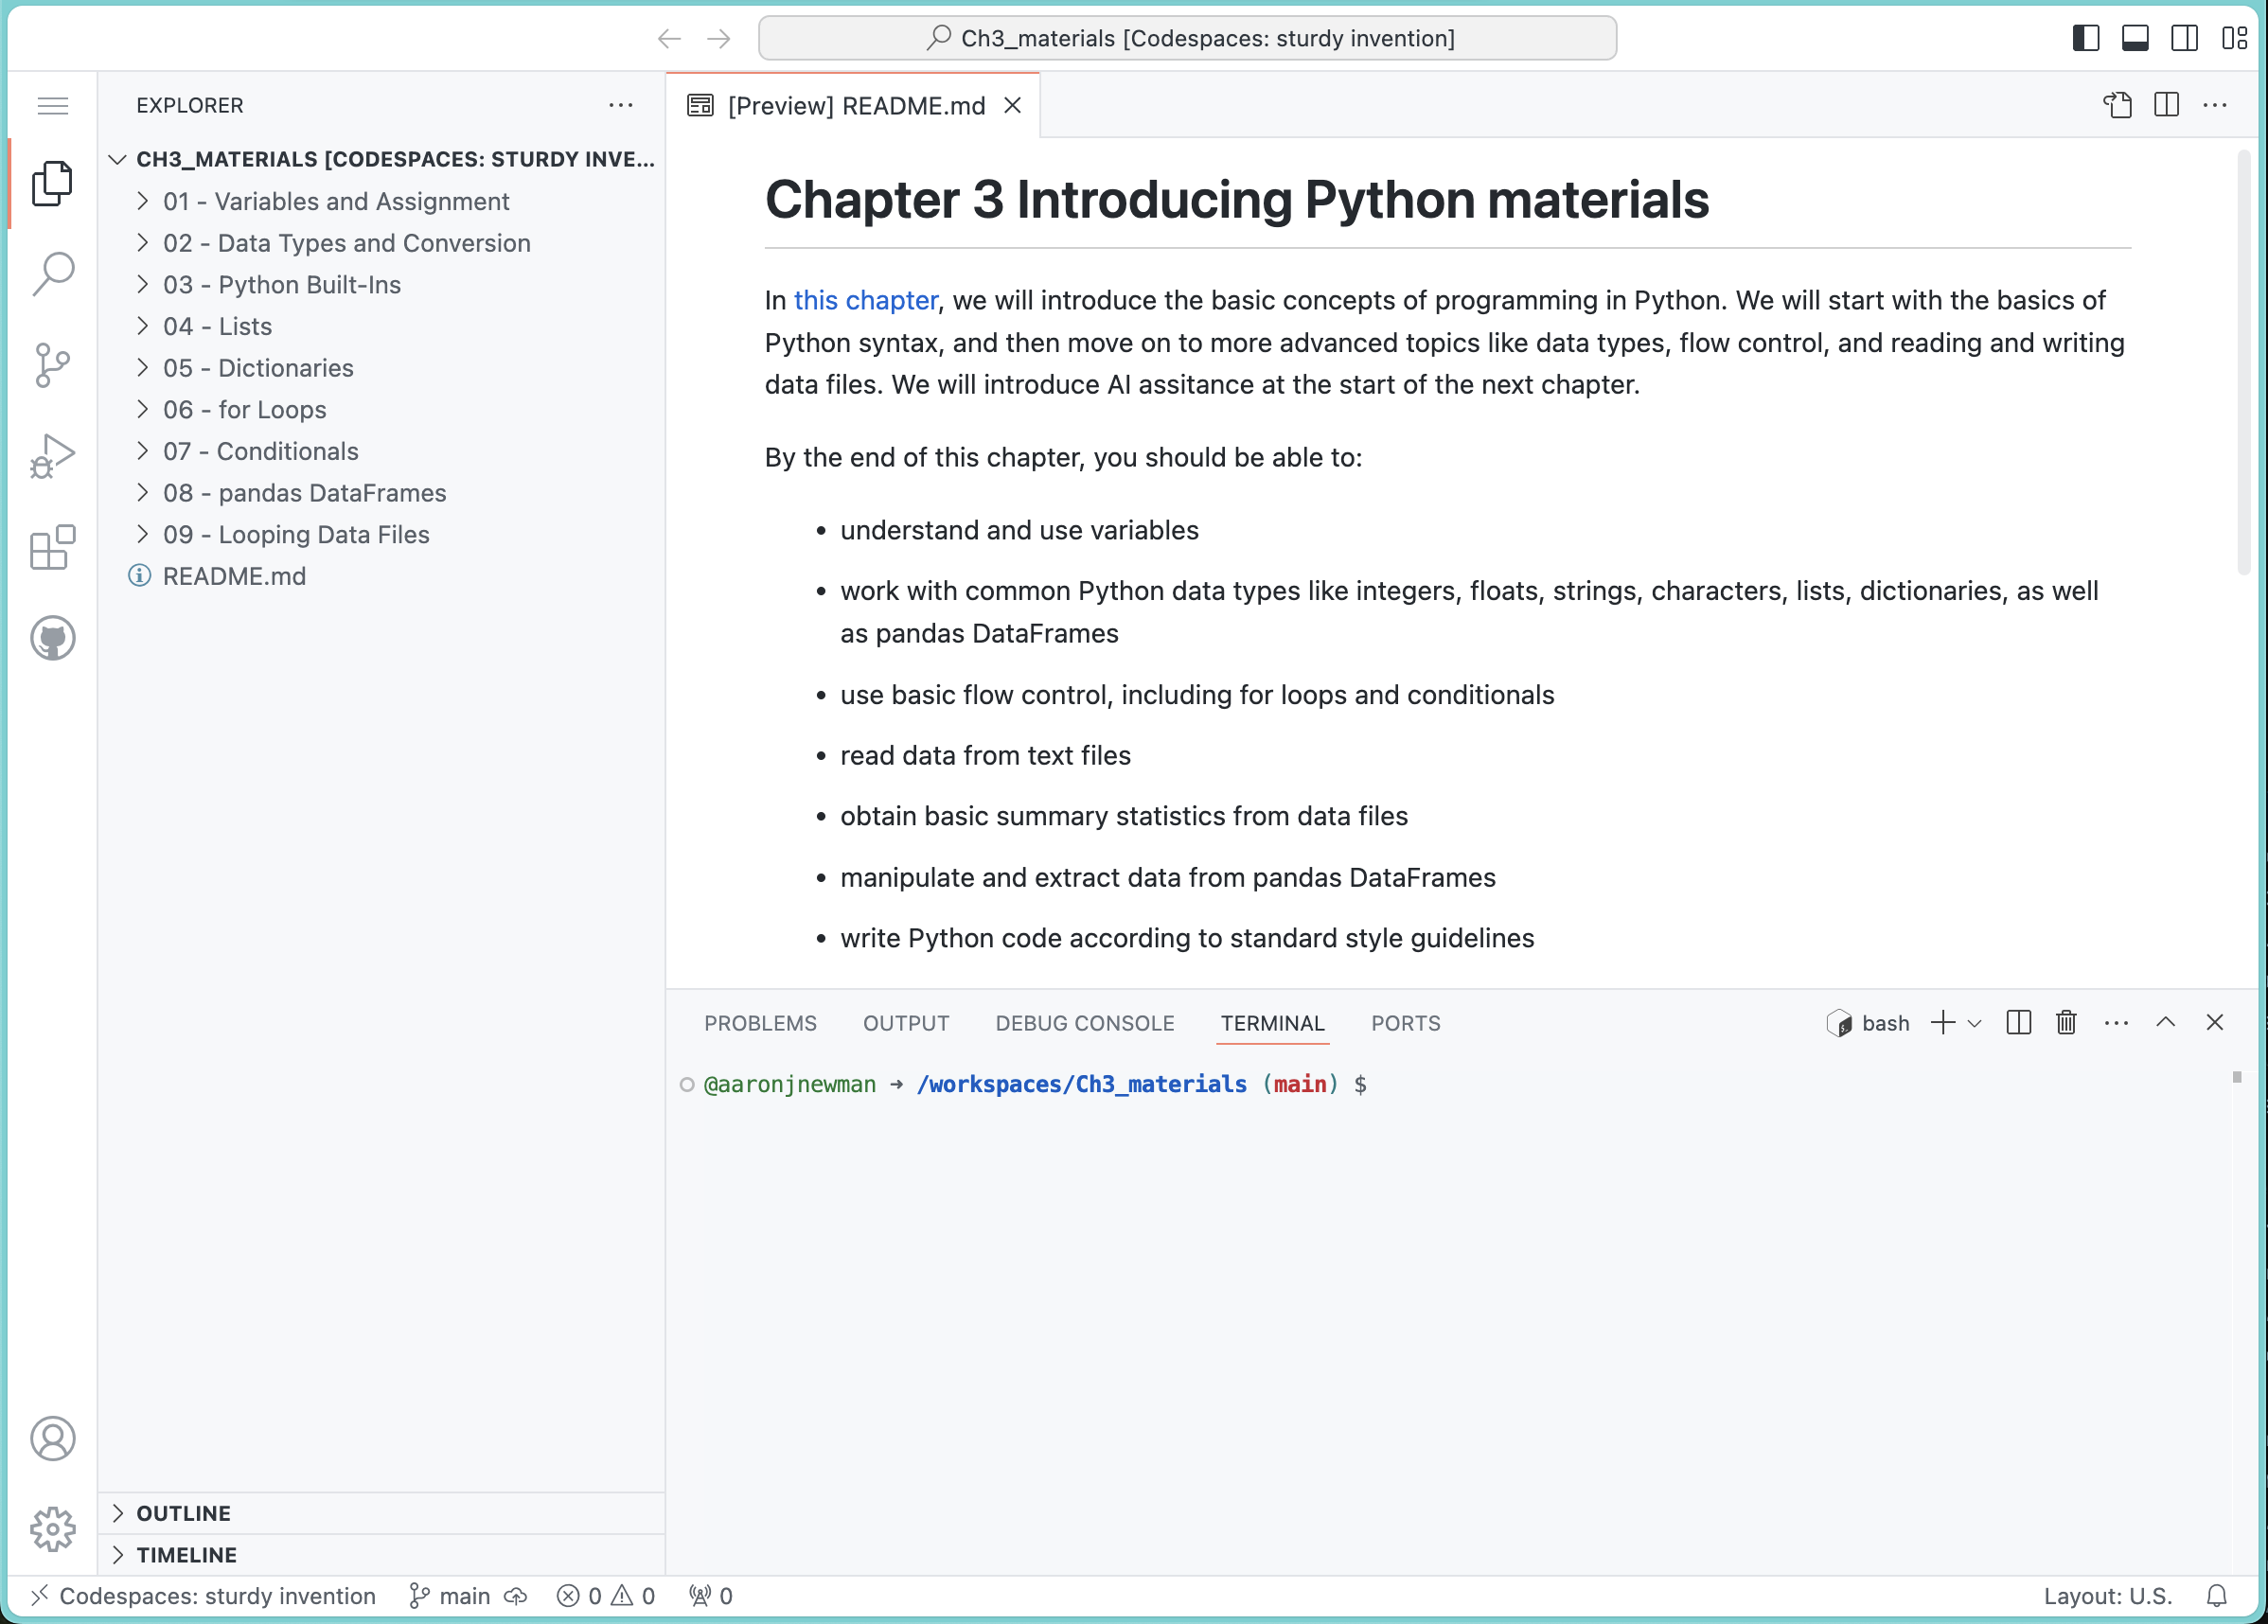 Ch3_materials [Codespaces: sturdy invention]
EXPLORER
CH3_MATERIALS [CODESPACES: STURDY INVE...
01 - Variables and Assignment
02 - Data Types and Conversion
03 - Python Built-Ins
04 - Lists
05 - Dictionaries
06 - for Loops
07 - Conditionals
08 - pandas DataFrames
09 - Looping Data Files
README.md
OUTLINE
TIMELINE
[Preview] README.md
Chapter 3 Introducing Python materials
In this chapter, we will introduce the basic concepts of programming in Python. We will start with the basics of
Python syntax, and then move on to more advanced topics like data types, flow control, and reading and writing
data files. We will introduce AI assitance at the start of the next chapter.
By the end of this chapter, you should be able to:
• understand and use variables
• work with common Python data types like integers, floats, strings, characters, lists, dictionaries, as well
as pandas DataFrames
• use basic flow control, including for loops and conditionals
• read data from text files
• obtain basic summary statistics from data files
• manipulate and extract data from pandas DataFrames
• write Python code according to standard style guidelines
PROBLEMS OUTPUT DEBUG CONSOLE TERMINAL PORTS bash
@aaronjnewman ➜ /workspaces/Ch3_materials (main) $
Codespaces: sturdy invention main 0 0 0 Layout: U.S.